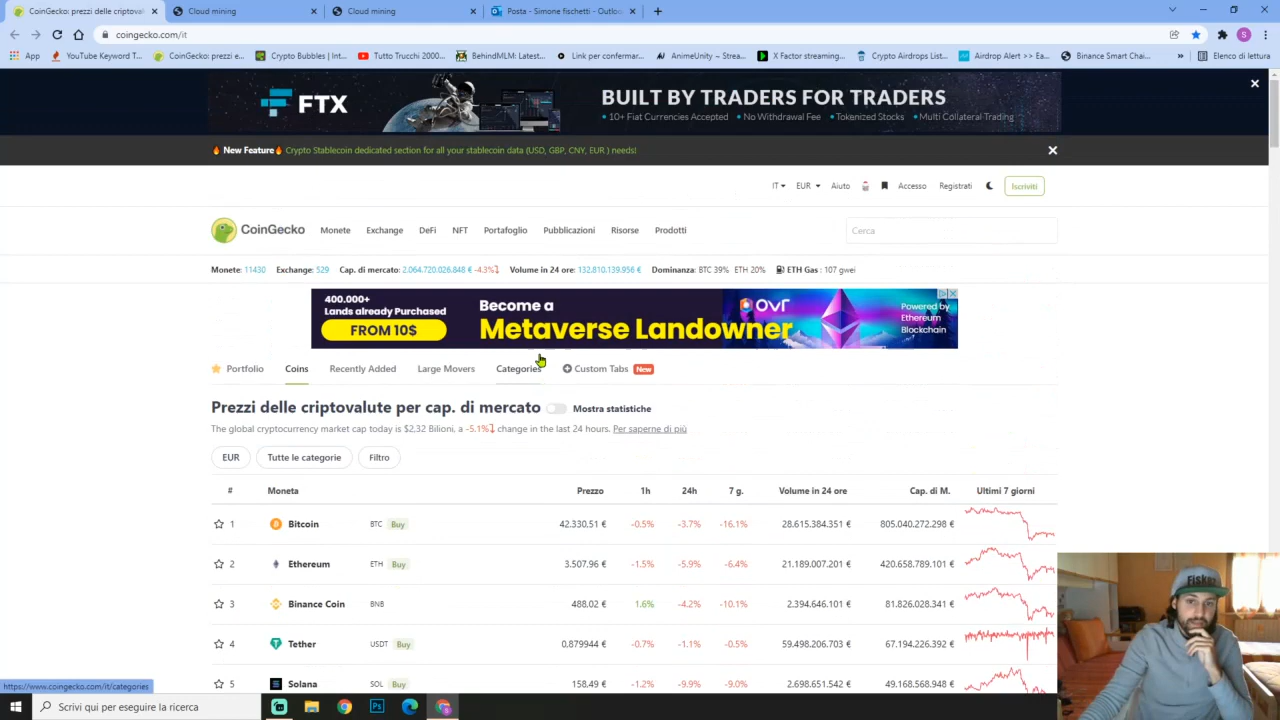 CoinGecko: prezzi delle criptoval
Cloud mining
Cloud mining
Posta - Simone fischetti - Outloo
coingecko.com/it
S
App
YouTube Keyword T...
CoinGecko: prezzi e...
Crypto Bubbles | Int...
Tutto Trucchi 2000...
BehindMLM: Latest...
Link per confermar...
AnimeUnity ~ Strea...
X Factor streaming...
Crypto Airdrops List...
Airdrop Alert >> Ea...
Binance Smart Chai...
»
Elenco di lettura
FTX
BUILT BY TRADERS FOR TRADERS
• 10+ Fiat Currencies Accepted • No Withdrawal Fee • Tokenized Stocks • Multi Collateral Trading
🔥 New Feature🔥 Crypto Stablecoin dedicated section for all your stablecoin data (USD, GBP, CNY, EUR ) needs!
IT EUR Aiuto Accesso Registrati Iscriviti
CoinGecko Monete Exchange DeFi NFT Portafoglio Pubblicazioni Risorse Prodotti Cerca
Monete: 11430 Exchange: 529 Cap. di mercato: 2.064.720.026.848 € -4.3% Volume in 24 ore: 132.810.139.956 € Dominanza: BTC 39% ETH 20% ETH Gas : 107 gwei
400.000+
Lands already Purchased
FROM 10$
Become a
Metaverse Landowner
OVr
Powered by
Ethereum
Blockchain
Portfolio Coins Recently Added Large Movers Categories Custom Tabs New
Prezzi delle criptovalute per cap. di mercato Mostra statistiche
The global cryptocurrency market cap today is $2,32 Bilioni, a -5.1% change in the last 24 hours. Per saperne di più
EUR Tutte le categorie Filtro
# Moneta Prezzo 1h 24h 7 g. Volume in 24 ore Cap. di M. Ultimi 7 giorni
1 Bitcoin BTC Buy 42.330.51 € -0.5% -3.7% -16.1% 28.615.384.351 € 805.040.272.298 €
2 Ethereum ETH Buy 3.507.96 € -1.5% -5.9% -6.4% 21.189.007.201 € 420.658.789.101 €
3 Binance Coin BNB 488.02 € 1.6% -4.2% -10.1% 2.394.646.101 € 81.826.028.341 €
4 Tether USDT Buy 0,879944 € -0.7% -1.1% -0.5% 59.498.206.703 € 67.194.226.392 €
5 Solana SOL Buy 158.49 € -1.2% -9.9% -9.0% 2.698.651.542 € 49.168.568.948 €
https://www.coingecko.com/it/categories
Scrivi qui per eseguire la ricerca
Fisko